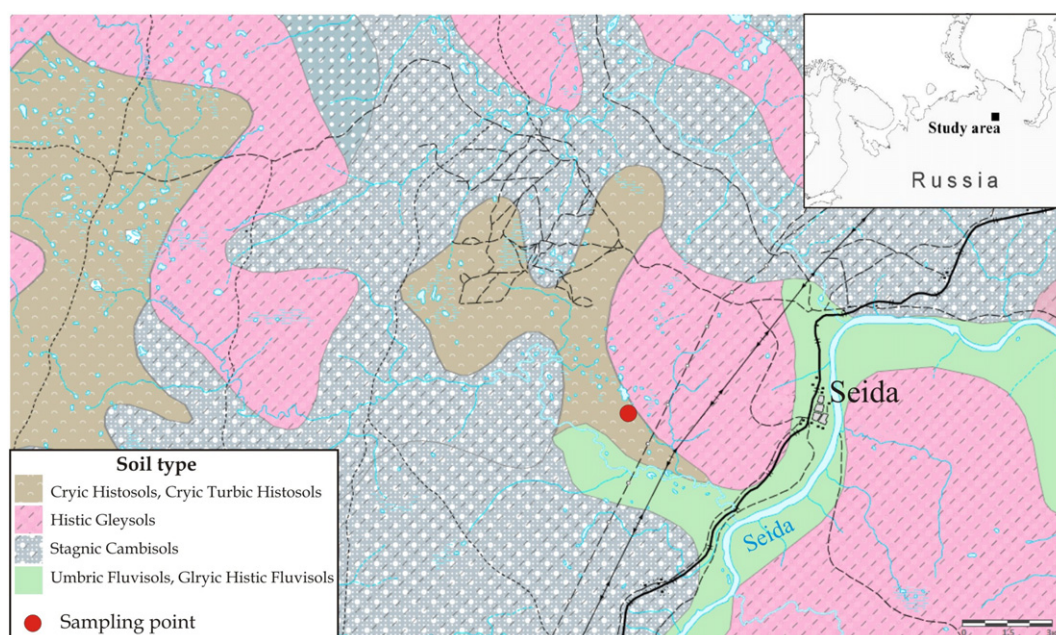 Study area
Russia
Seida
Seida
Soil type
Cryic Histosols, Cryic Turbic Histosols
Histic Gleysols
Stagnic Cambisols
Umbric Fluvisols, Glryic Histic Fluvisols
Sampling point